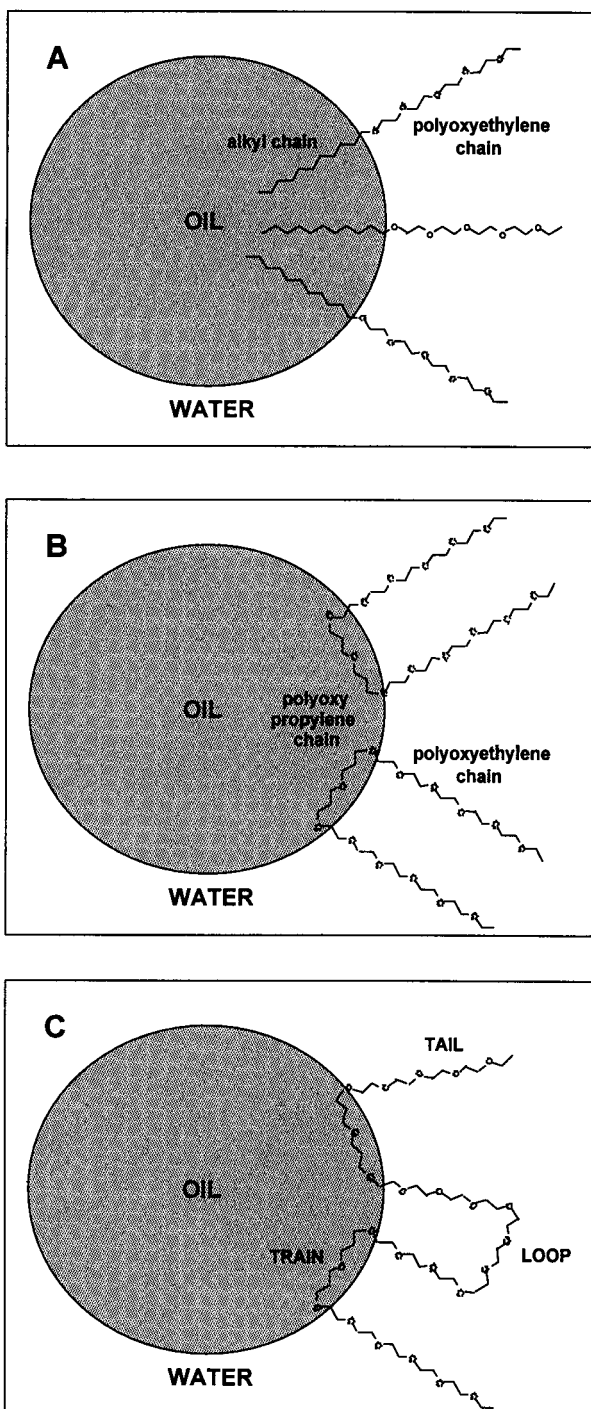 A
alkyl chain
polyoxyethylene
chain
OIL
WATER
B
OIL
polyoxy
propylene
chain
polyoxyethylene
chain
WATER
C
TAIL
OIL
TRAIN
LOOP
WATER